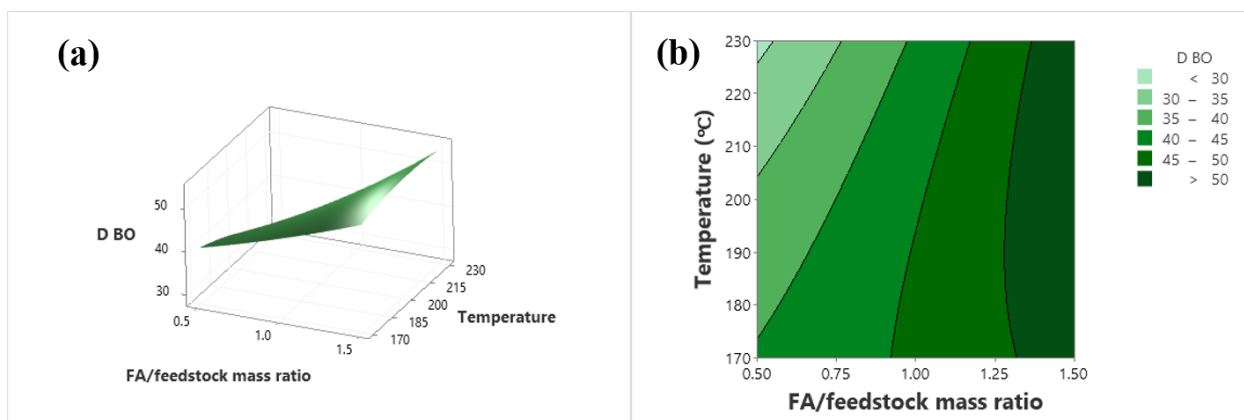 (a)
50
D BO
40
30
0.5
1.0
1.5
170
185
200
215
230
Temperature
FA/feedstock mass ratio
(b)
230
220
210
200
190
180
170
Temperature (ºC)
0.50
0.75
1.00
1.25
1.50
FA/feedstock mass ratio
D BO
< 30
30 – 35
35 – 40
40 – 45
45 – 50
> 50